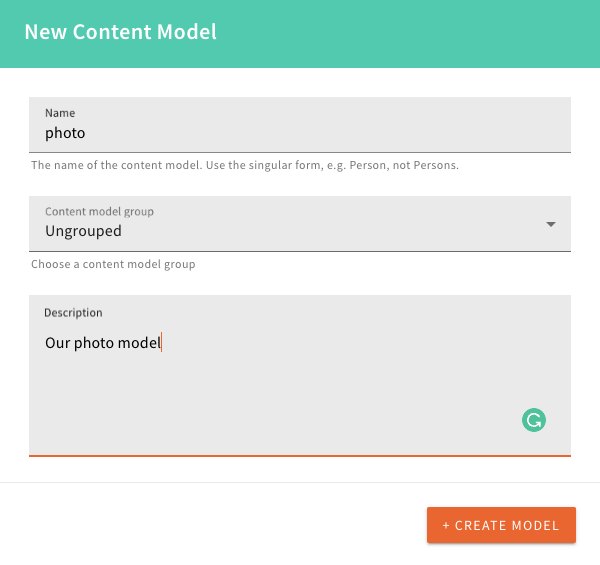 New Content Model
Name
photo
The name of the content model. Use the singular form, e.g. Person, not Persons.
Content model group
Ungrouped
Choose a content model group
Description
Our photo model
+ CREATE MODEL